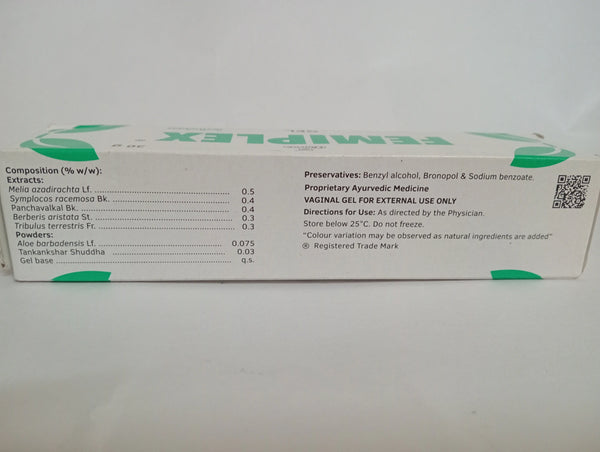 FEMIPLEX
GEL
30 g
Composition (% w/w):
Extracts:
Melia azadirachta Lf. 0.5
Symplocos racemosa Bk. 0.4
Panchavalkal Bk. 0.4
Berberis aristata St. 0.3
Tribulus terrestris Fr. 0.3
Powders:
Aloe barbadensis Lf. 0.075
Tankankshar Shuddha 0.03
Gel base q.s.
Preservatives: Benzyl alcohol, Bronopol & Sodium benzoate.
Proprietary Ayurvedic Medicine
VAGINAL GEL FOR EXTERNAL USE ONLY
Directions for Use: As directed by the Physician.
Store below 25°C. Do not freeze.
"Colour variation may be observed as natural ingredients are added"
® Registered Trade Mark